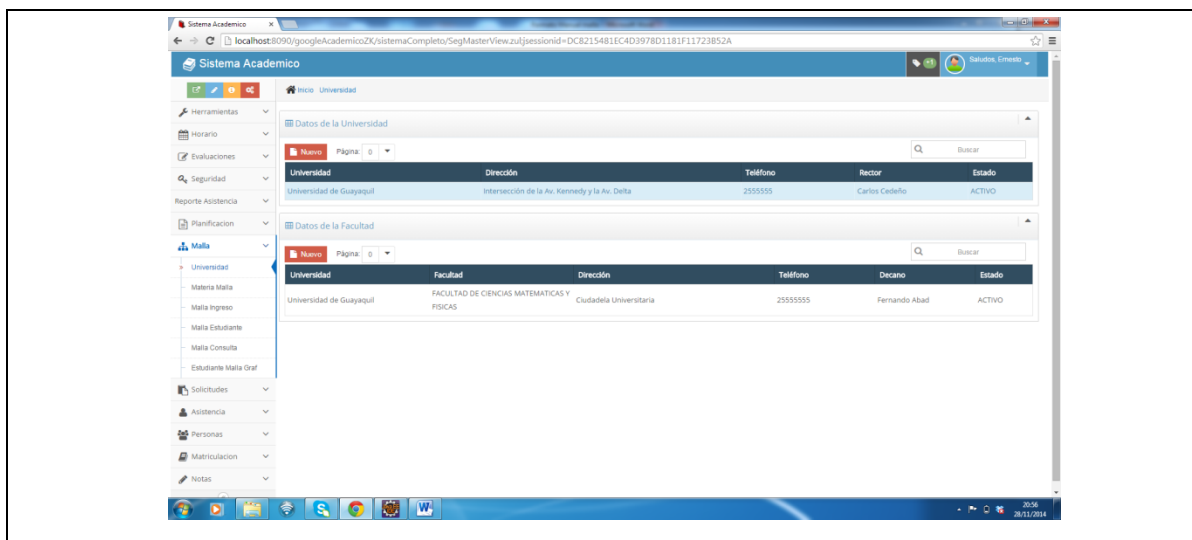 Sistema Academico
localhost:8090/googleAcademicoZK/sistemaCompleto/SegMasterView.zul;jsessionid=DC8215481EC4D3978D1181F11723B52A
Sistema Academico
+1
Saludos, Ernesto
Inicio Universidad
Herramientas
Horario
Evaluaciones
Seguridad
Reporte Asistencia
Planificacion
Malla
Universidad
Materia Malla
Malla Ingreso
Malla Estudiante
Malla Consulta
Estudiante Malla Graf
Solicitudes
Asistencia
Personas
Matriculacion
Notas
Datos de la Universidad
Nuevo Página: 0 Buscar
Universidad Dirección Teléfono Rector Estado
Universidad de Guayaquil Intersección de la Av. Kennedy y la Av. Delta 2555555 Carlos Cedeño ACTIVO
Datos de la Facultad
Nuevo Página: 0 Buscar
Universidad Facultad Dirección Teléfono Decano Estado
Universidad de Guayaquil FACULTAD DE CIENCIAS MATEMATICAS Y FISICAS Ciudadela Universitaria 25555555 Fernando Abad ACTIVO
20:56
28/11/2014